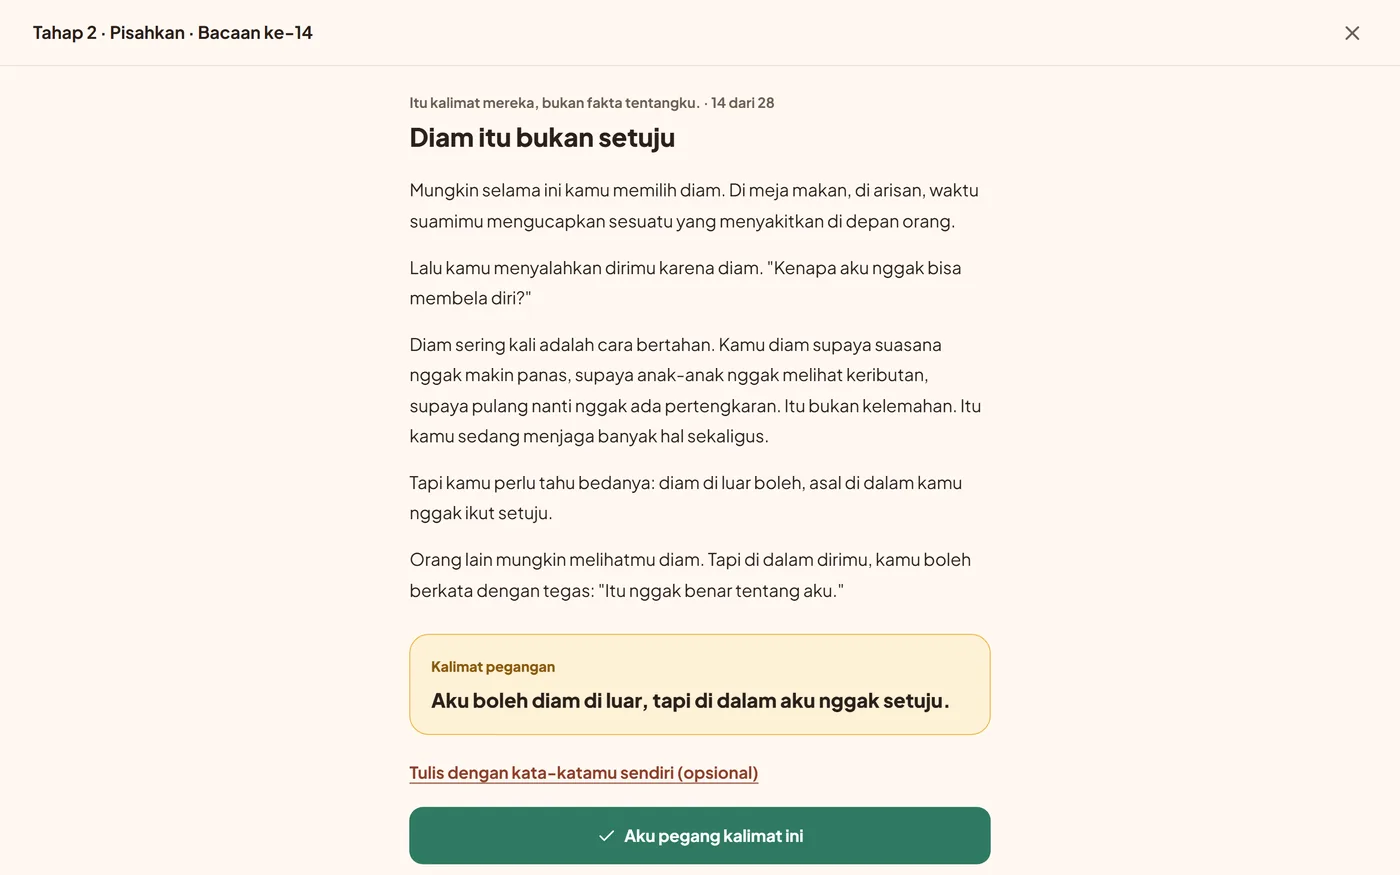 Tahap 2 · Pisahkan · Bacaan ke-14
Itu kalimat mereka, bukan fakta tentangku. · 14 dari 28
Diam itu bukan setuju
Mungkin selama ini kamu memilih diam. Di meja makan, di arisan, waktu
suamimu mengucapkan sesuatu yang menyakitkan di depan orang.
Lalu kamu menyalahkan dirimu karena diam. "Kenapa aku nggak bisa
membela diri?"
Diam sering kali adalah cara bertahan. Kamu diam supaya suasana
nggak makin panas, supaya anak-anak nggak melihat keributan,
supaya pulang nanti nggak ada pertengkaran. Itu bukan kelemahan. Itu
kamu sedang menjaga banyak hal sekaligus.
Tapi kamu perlu tahu bedanya: diam di luar boleh, asal di dalam kamu
nggak ikut setuju.
Orang lain mungkin melihatmu diam. Tapi di dalam dirimu, kamu boleh
berkata dengan tegas: "Itu nggak benar tentang aku."
Kalimat pegangan
Aku boleh diam di luar, tapi di dalam aku nggak setuju.
Tulis dengan kata-katamu sendiri (opsional)
Aku pegang kalimat ini